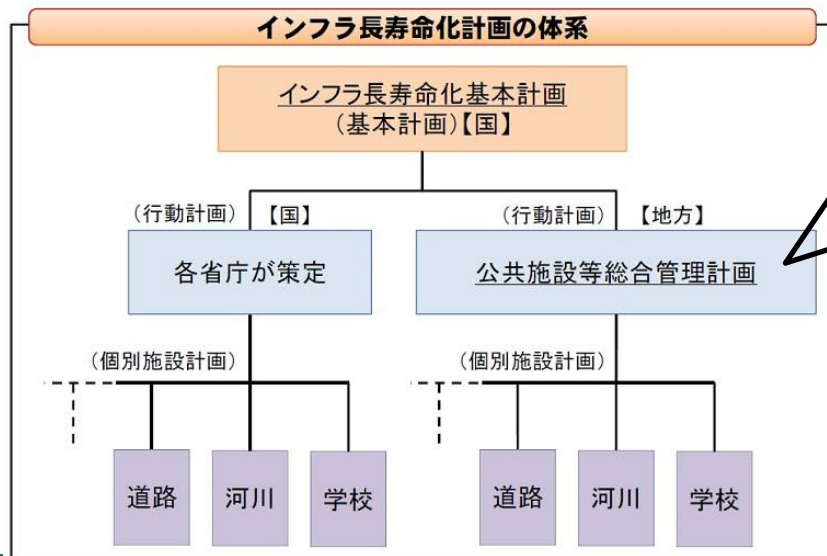 インフラ長寿命化計画の体系
インフラ長寿命化基本計画
(基本計画)【国】
(行動計画) 【国】
各省庁が策定
(行動計画) 【地方】
公共施設等総合管理計画
(個別施設計画)
道路
河川
学校
(個別施設計画)
道路
河川
学校